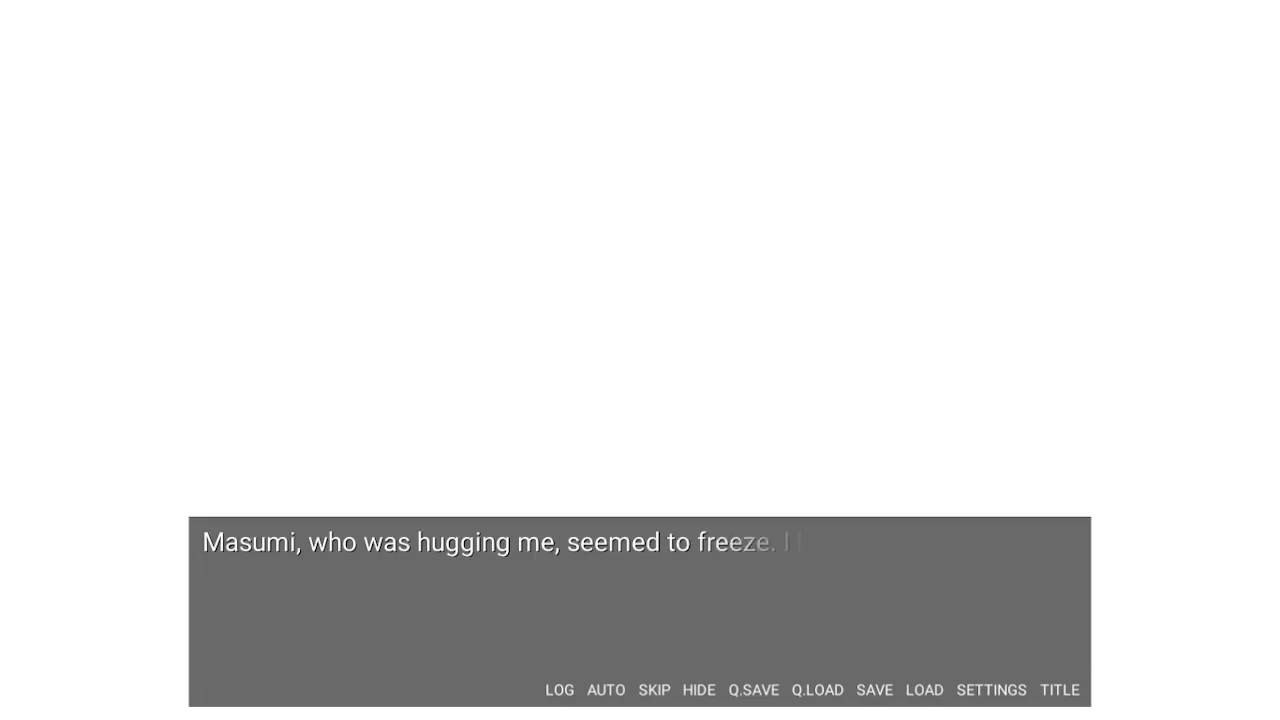 Masumi, who was hugging me, seemed to freeze. I
LOG AUTO SKIP HIDE Q.SAVE Q.LOAD SAVE LOAD SETTINGS TITLE